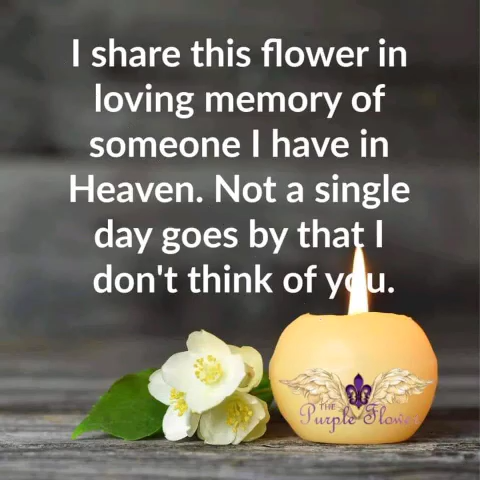 I share this flower in
loving memory of
someone I have in
Heaven. Not a single
day goes by that I
don't think of you.
THE
Purple Flower